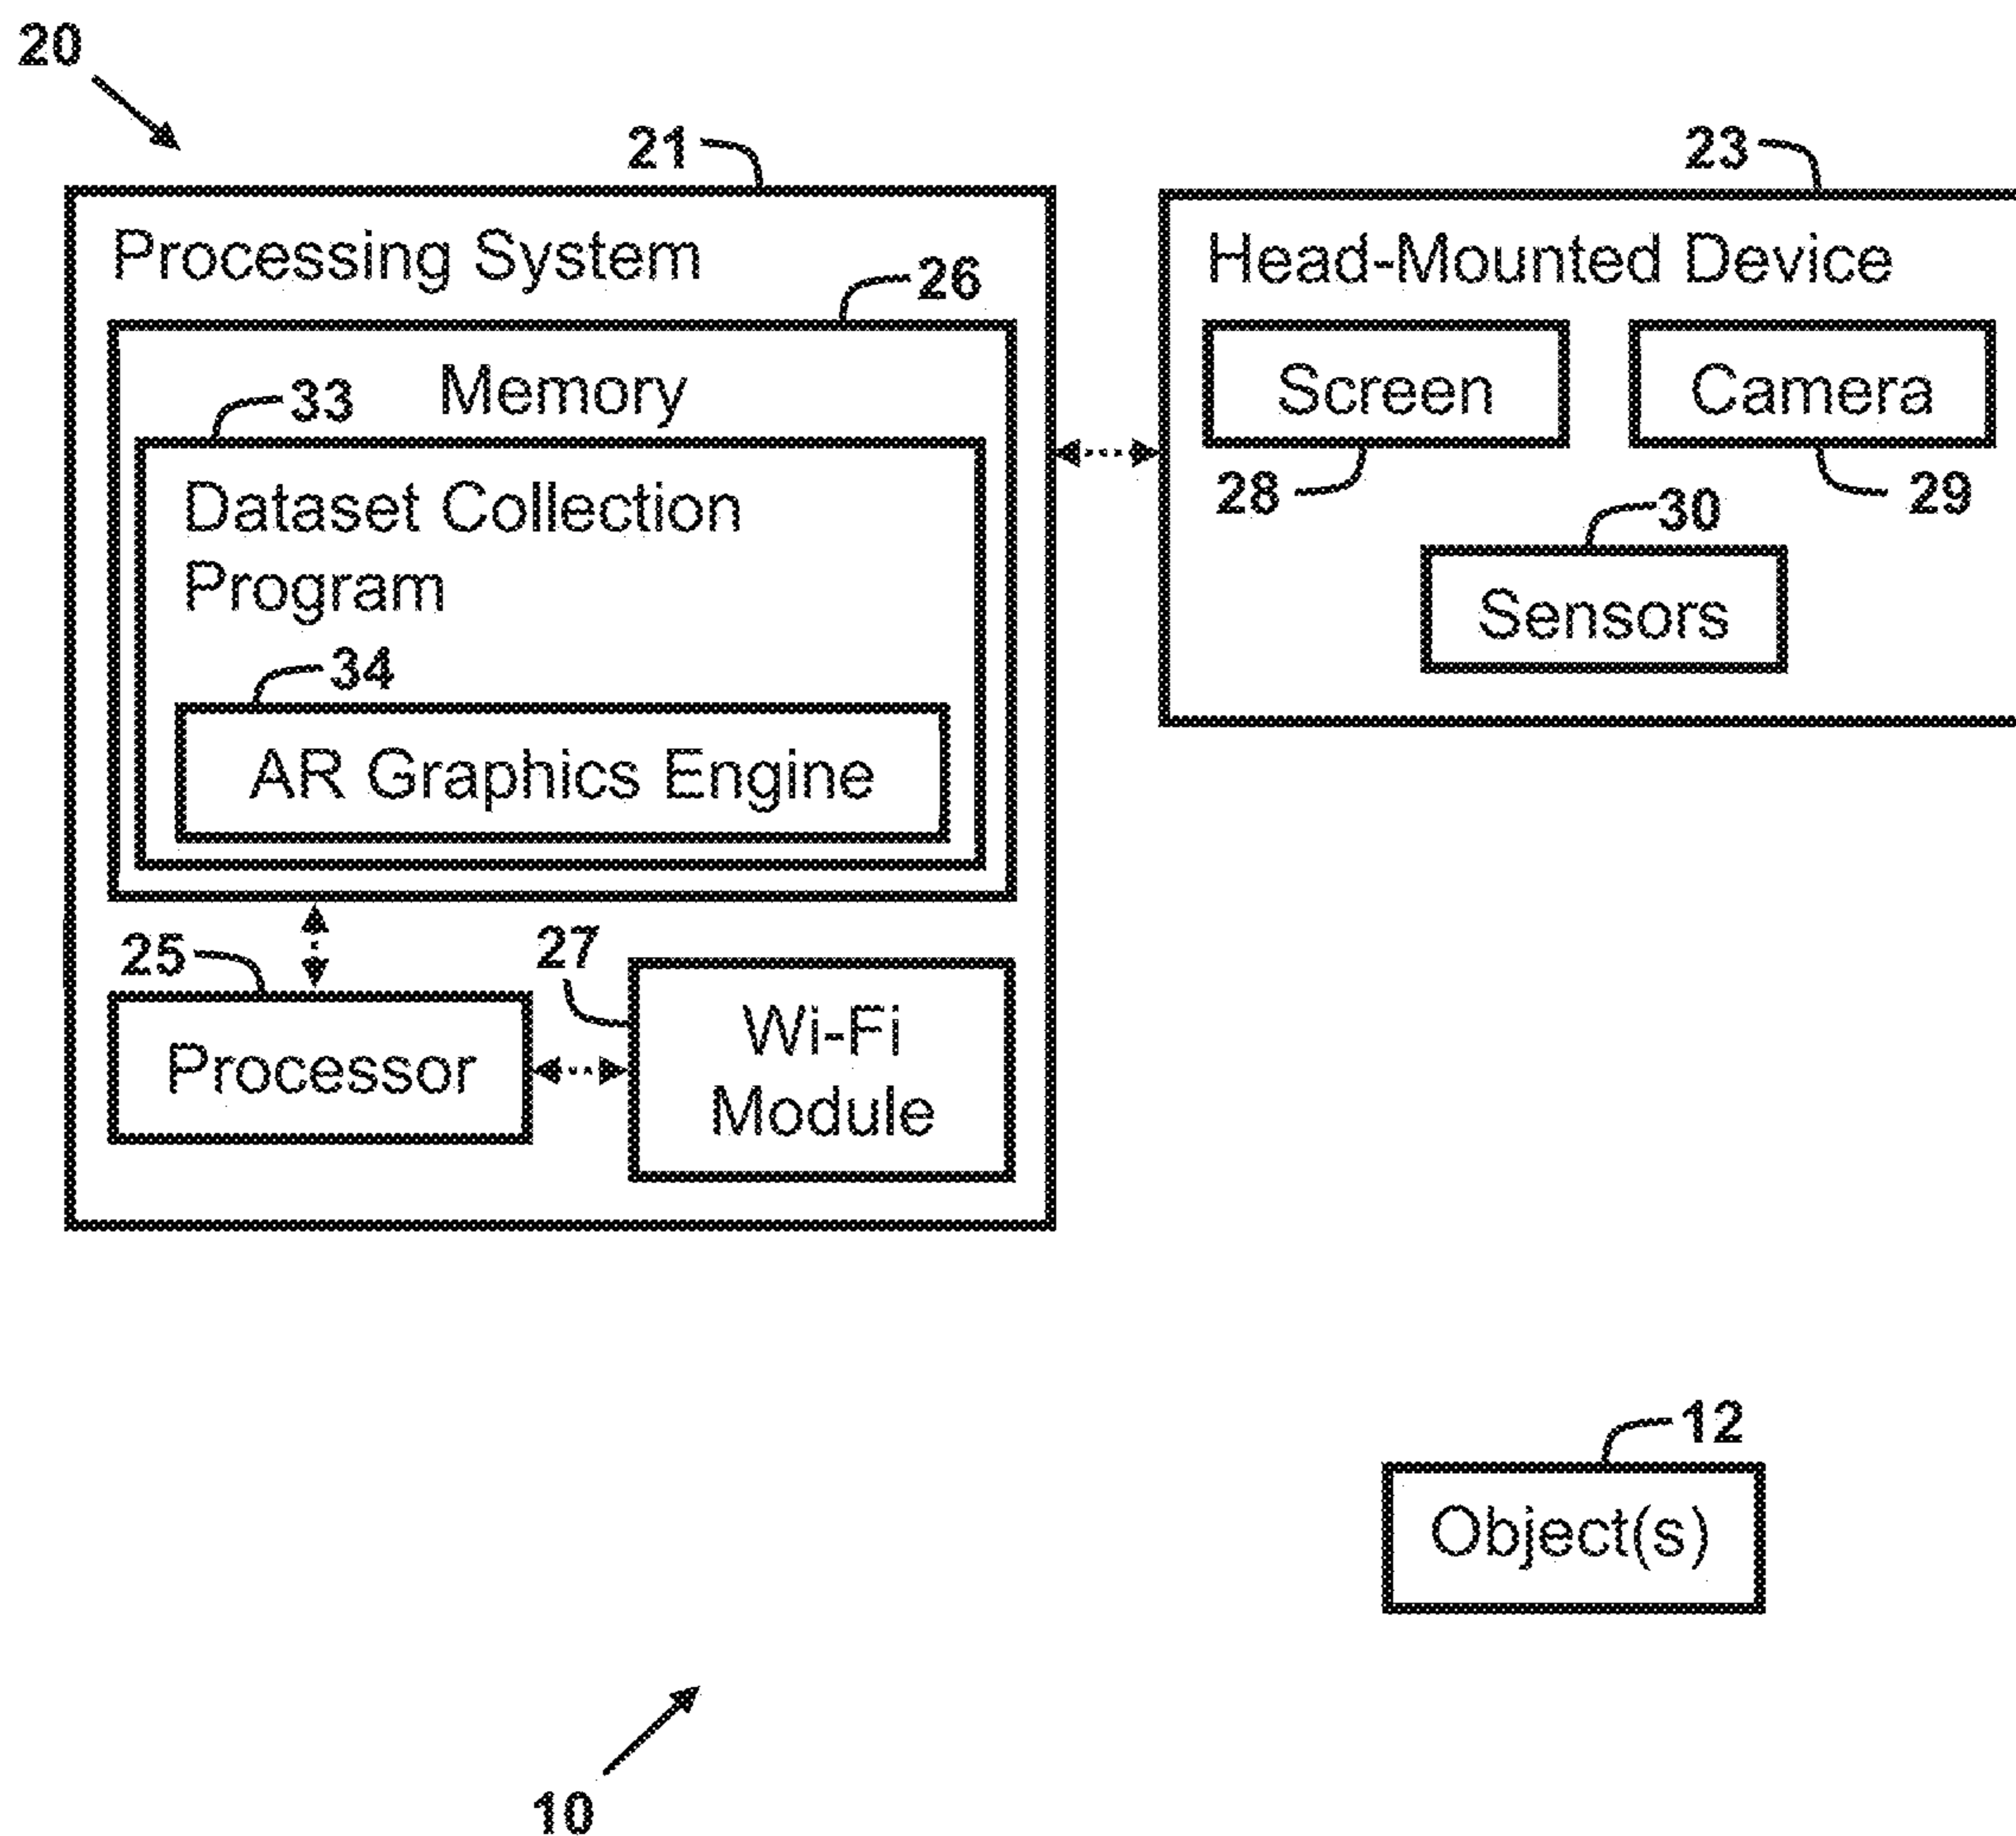 20
21
23
Processing System
26
Head-Mounted Device
33
Memory
Screen
Camera
28
29
Dataset Collection
Program
30
Sensors
34
AR Graphics Engine
25
27
Processor
Wi-Fi
Module
12
Object(s)
10